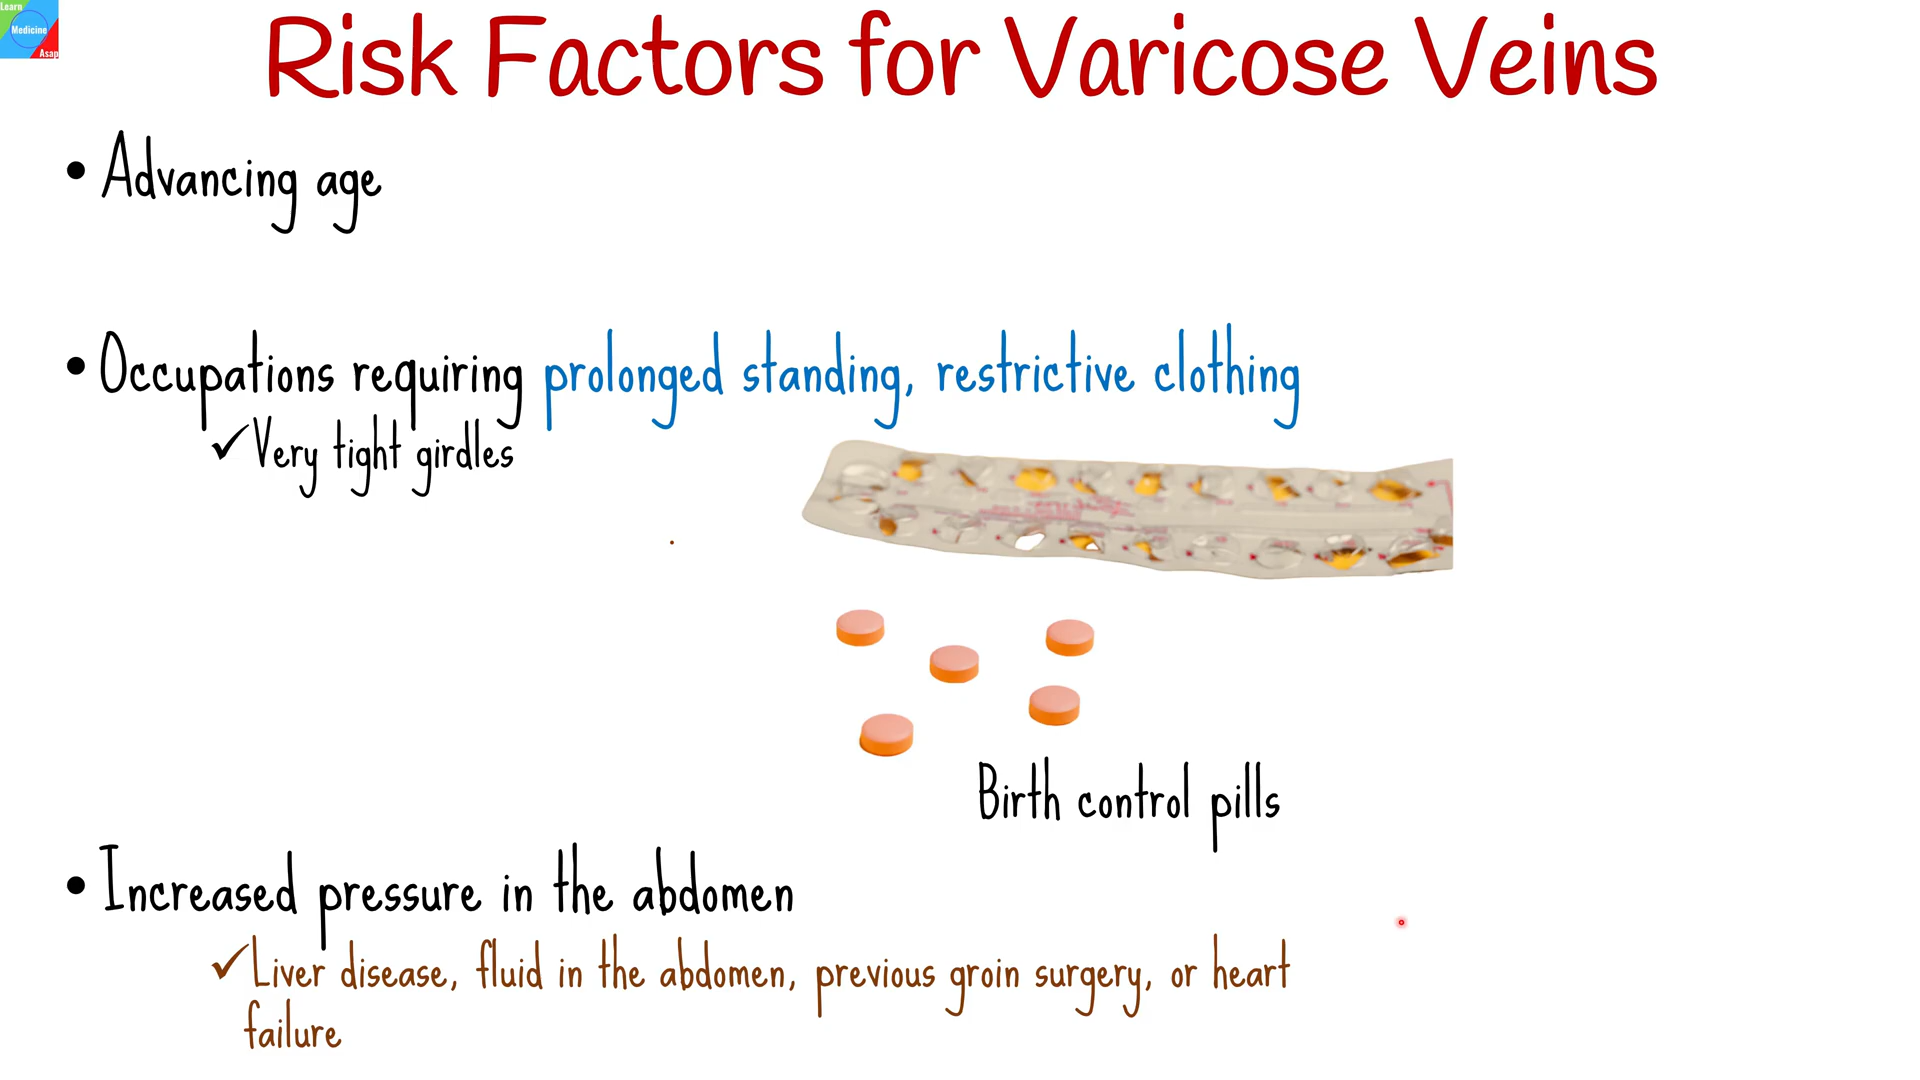 Learn
Medicine
Asap
Risk Factors for Varicose Veins
• Advancing age
• Occupations requiring prolonged standing, restrictive clothing
✓Very tight girdles
Birth control pills
• Increased pressure in the abdomen
✓Liver disease, fluid in the abdomen, previous groin surgery, or heart
failure